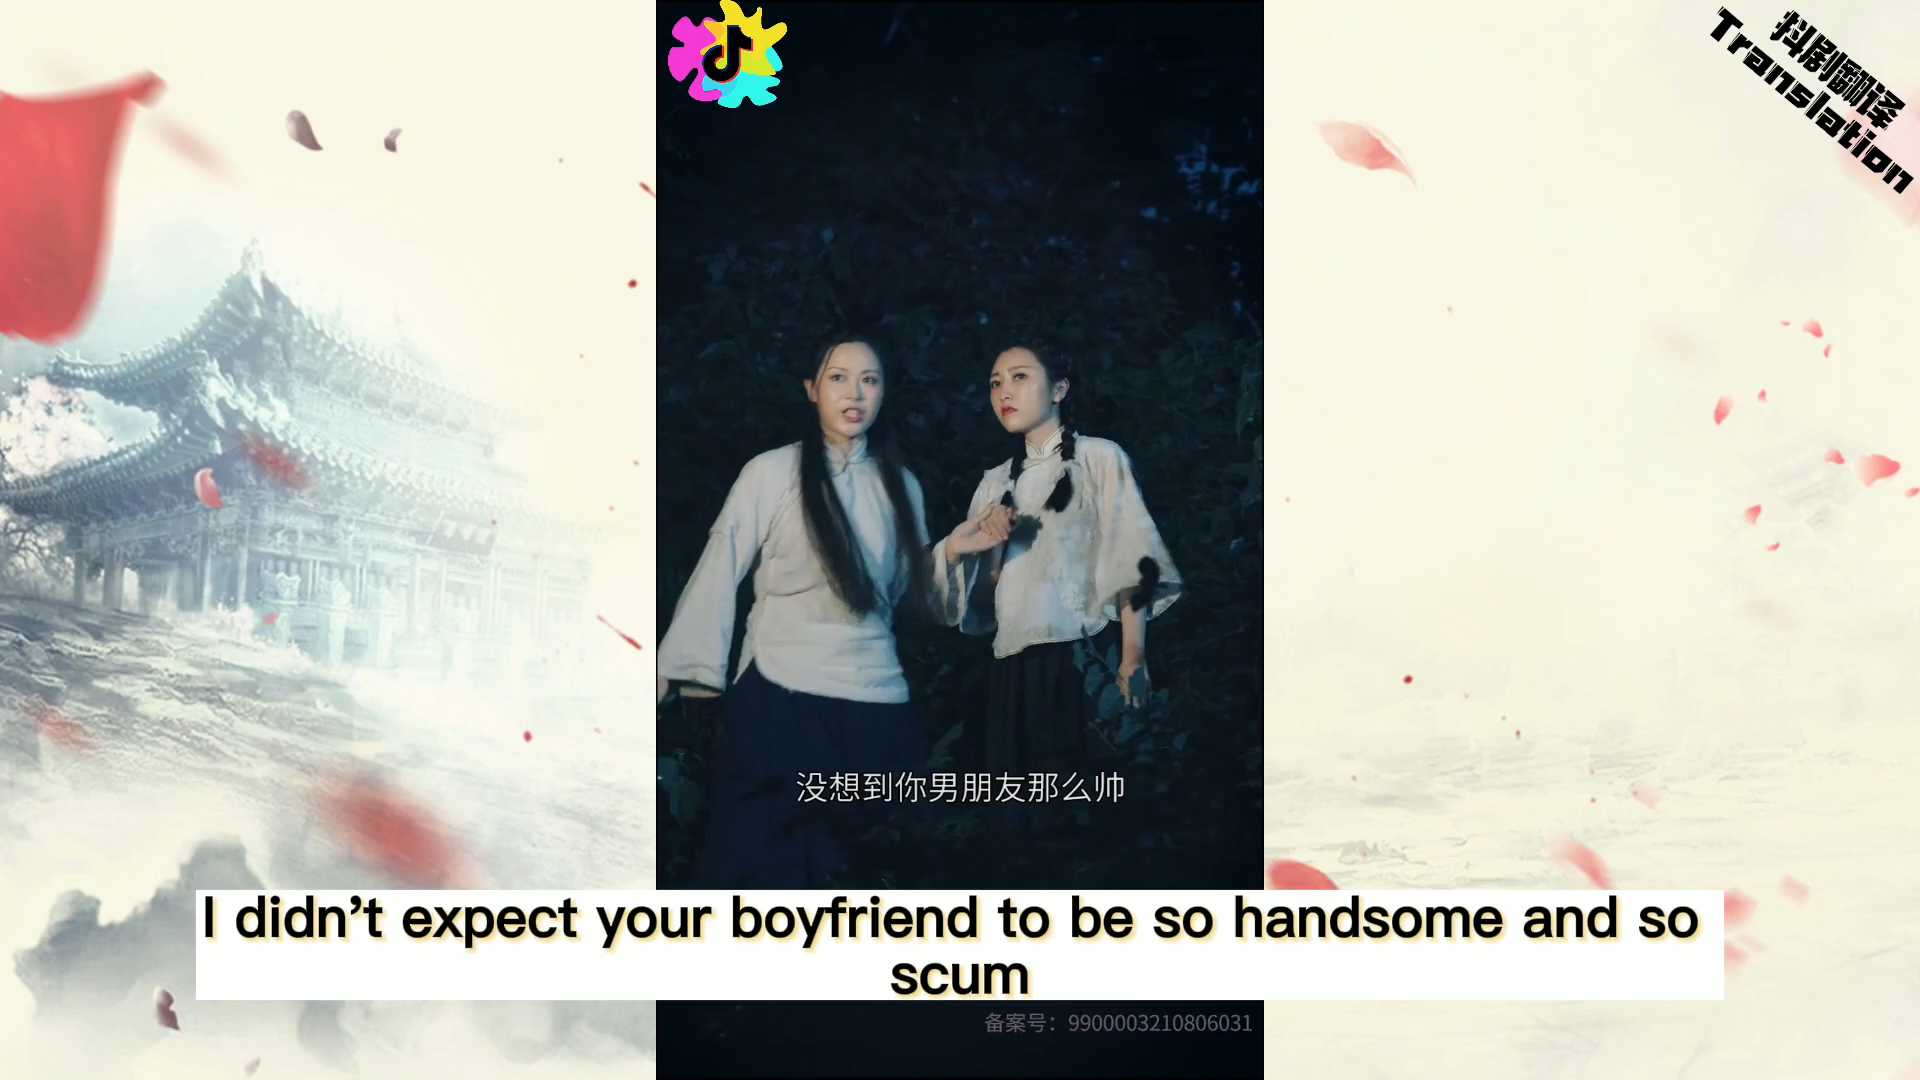 抖剧翻译
Translation
没想到你男朋友那么帅
I didn’t expect your boyfriend to be so handsome and so
scum
备案号：9900003210806031